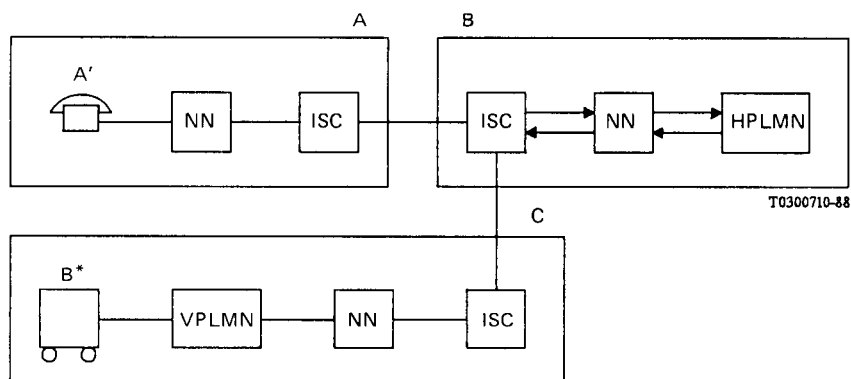 A
B
A'
NN
ISC
ISC
NN
HPLMN
T0300710-88
C
B*
VPLMN
NN
ISC